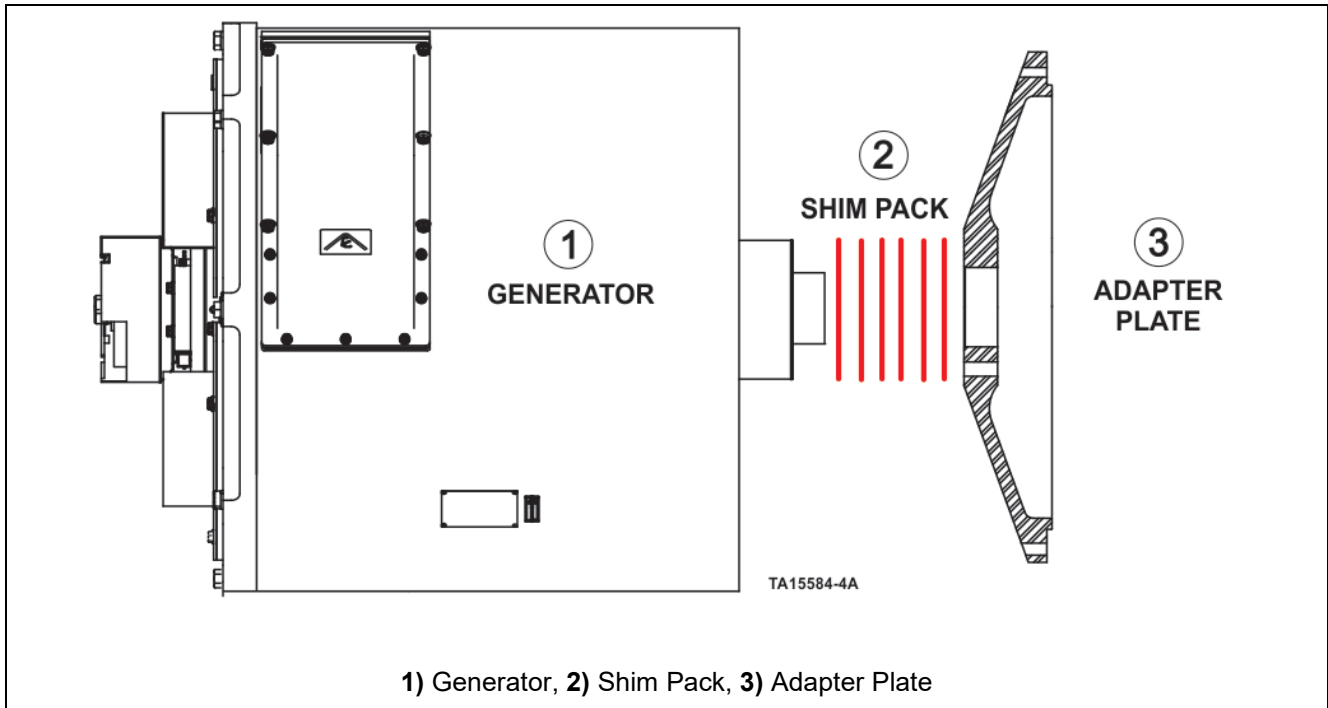 ①
GENERATOR
②
SHIM PACK
③
ADAPTER
PLATE
TA15584-4A
1) Generator, 2) Shim Pack, 3) Adapter Plate